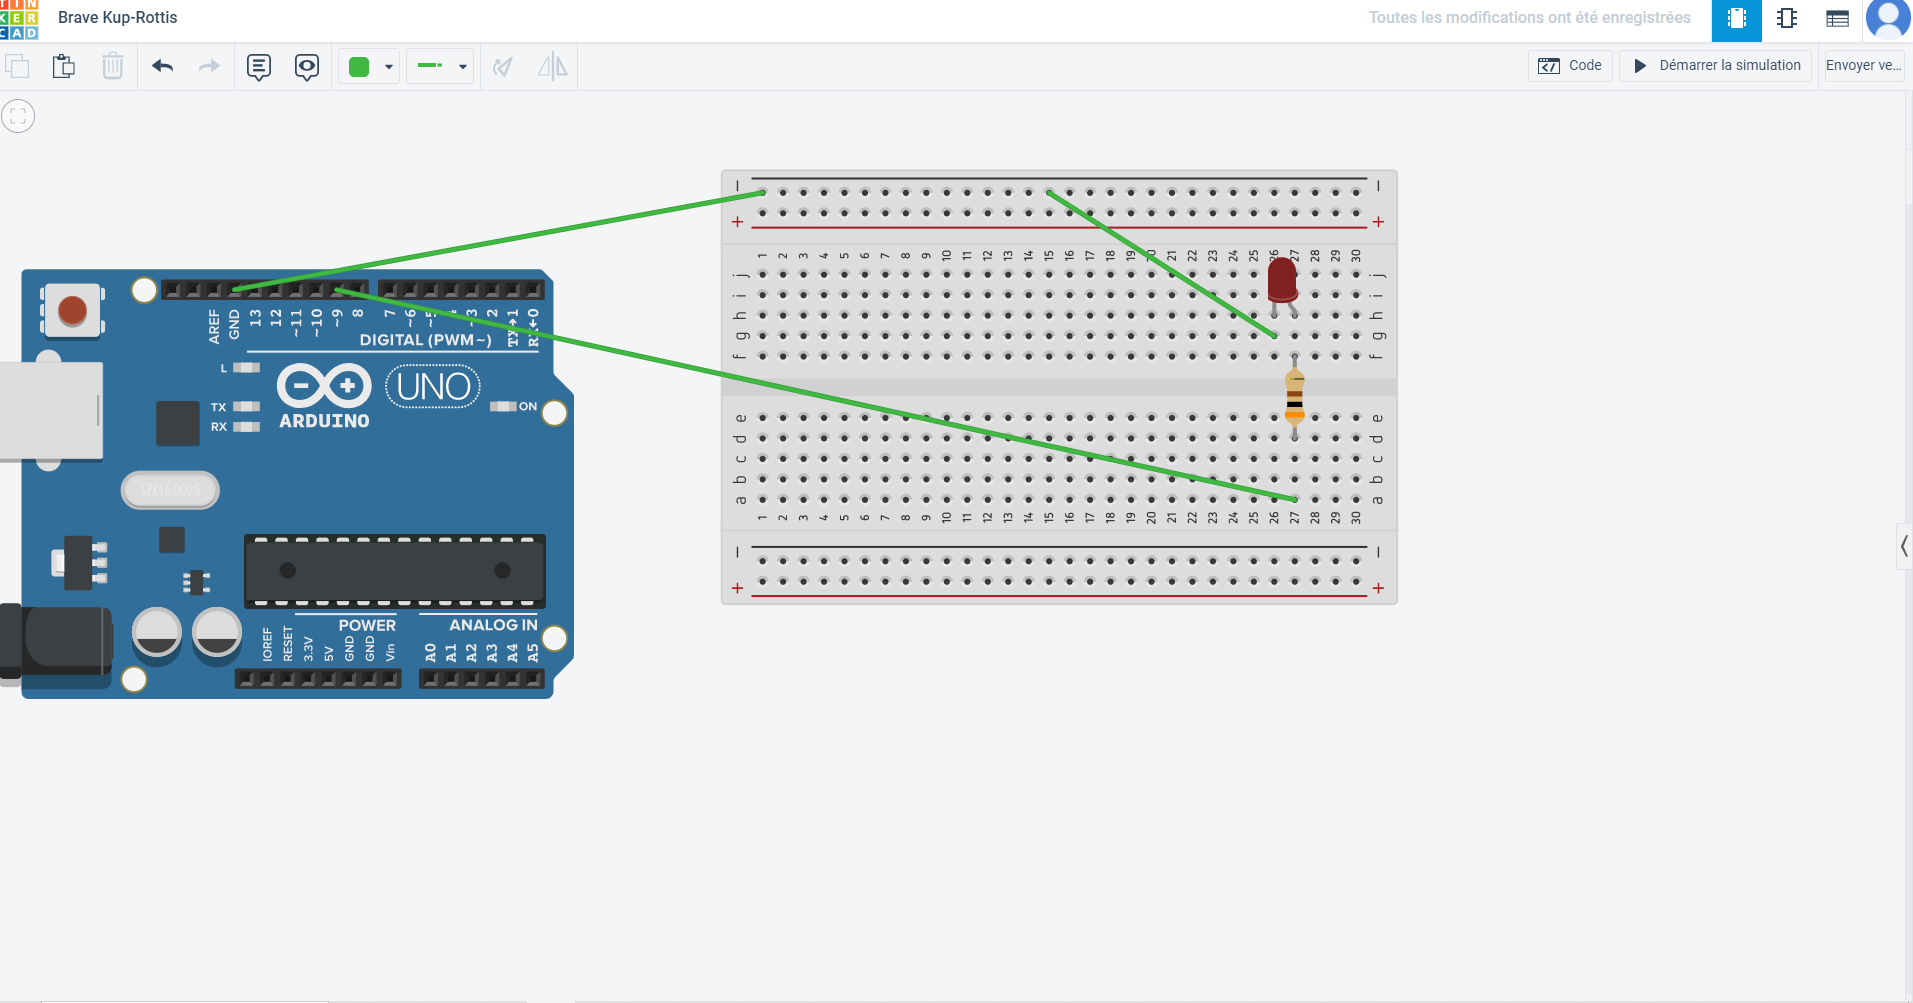 TIN
KER
CAD
Brave Kup-Rottis
Toutes les modifications ont été enregistrées
Code
Démarrer la simulation
Envoyer ve...
1 2 3 4 5 6 7 8 9 10 11 12 13 14 15 16 17 18 19 20 21 22 23 24 25 26 27 28 29 30
j j
i i
h h
g g
f f
e e
d d
c c
b b
a a
1 2 3 4 5 6 7 8 9 10 11 12 13 14 15 16 17 18 19 20 21 22 23 24 25 26 27 28 29 30
AREF GND 13 12 ~11 ~10 ~9 8 7 ~6 ~5 ~3 2 TX→1 RX←0
DIGITAL (PWM~)
L
TX
RX
UNO
ON
ARDUINO
SPK16.000G
POWER
ANALOG IN
IOREF RESET 3.3V 5V GND GND Vin A0 A1 A2 A3 A4 A5